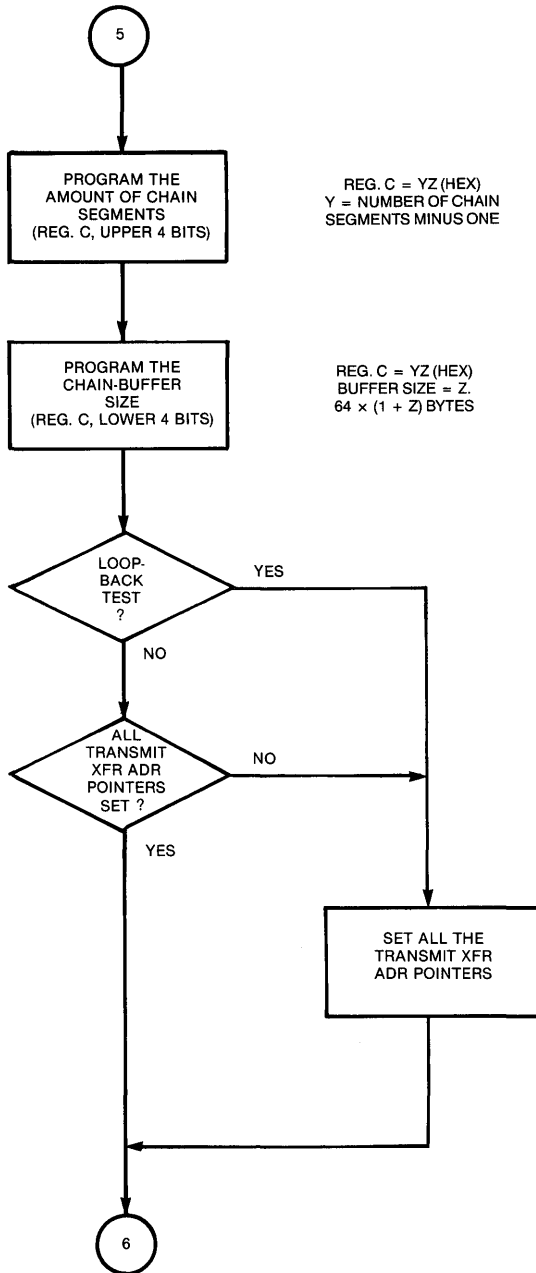 5
PROGRAM THE
AMOUNT OF CHAIN
SEGMENTS
(REG. C, UPPER 4 BITS)
REG. C = YZ (HEX)
Y = NUMBER OF CHAIN
SEGMENTS MINUS ONE
PROGRAM THE
CHAIN-BUFFER
SIZE
(REG. C, LOWER 4 BITS)
REG. C = YZ (HEX)
BUFFER SIZE = Z.
64 × (1 + Z) BYTES
LOOP-
BACK
TEST
?
YES
NO
ALL
TRANSMIT
XFR ADR
POINTERS
SET ?
NO
YES
SET ALL THE
TRANSMIT XFR
ADR POINTERS
6